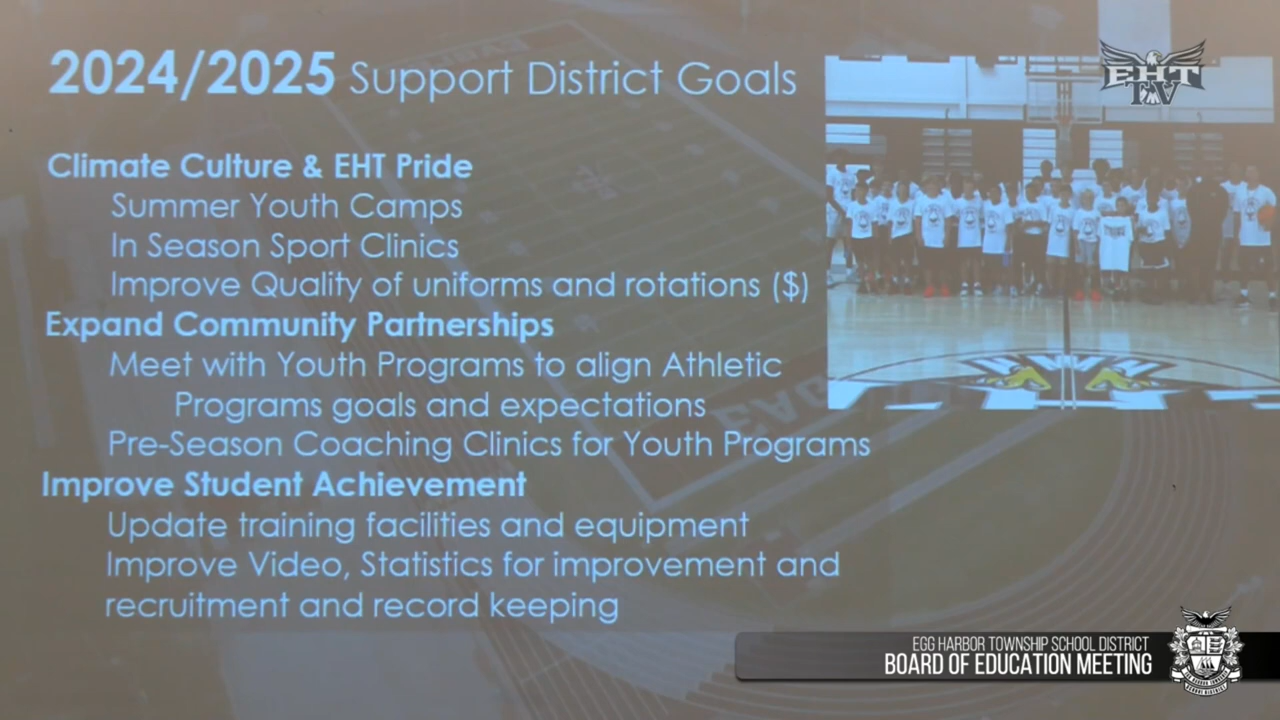 2024/2025 Support District Goals
EHT
TV
Climate Culture & EHT Pride
Summer Youth Camps
In Season Sport Clinics
Improve Quality of uniforms and rotations ($)
Expand Community Partnerships
Meet with Youth Programs to align Athletic
Programs goals and expectations
Pre-Season Coaching Clinics for Youth Programs
Improve Student Achievement
Update training facilities and equipment
Improve Video, Statistics for improvement and
recruitment and record keeping
EGG HARBOR TOWNSHIP SCHOOL DISTRICT
BOARD OF EDUCATION MEETING